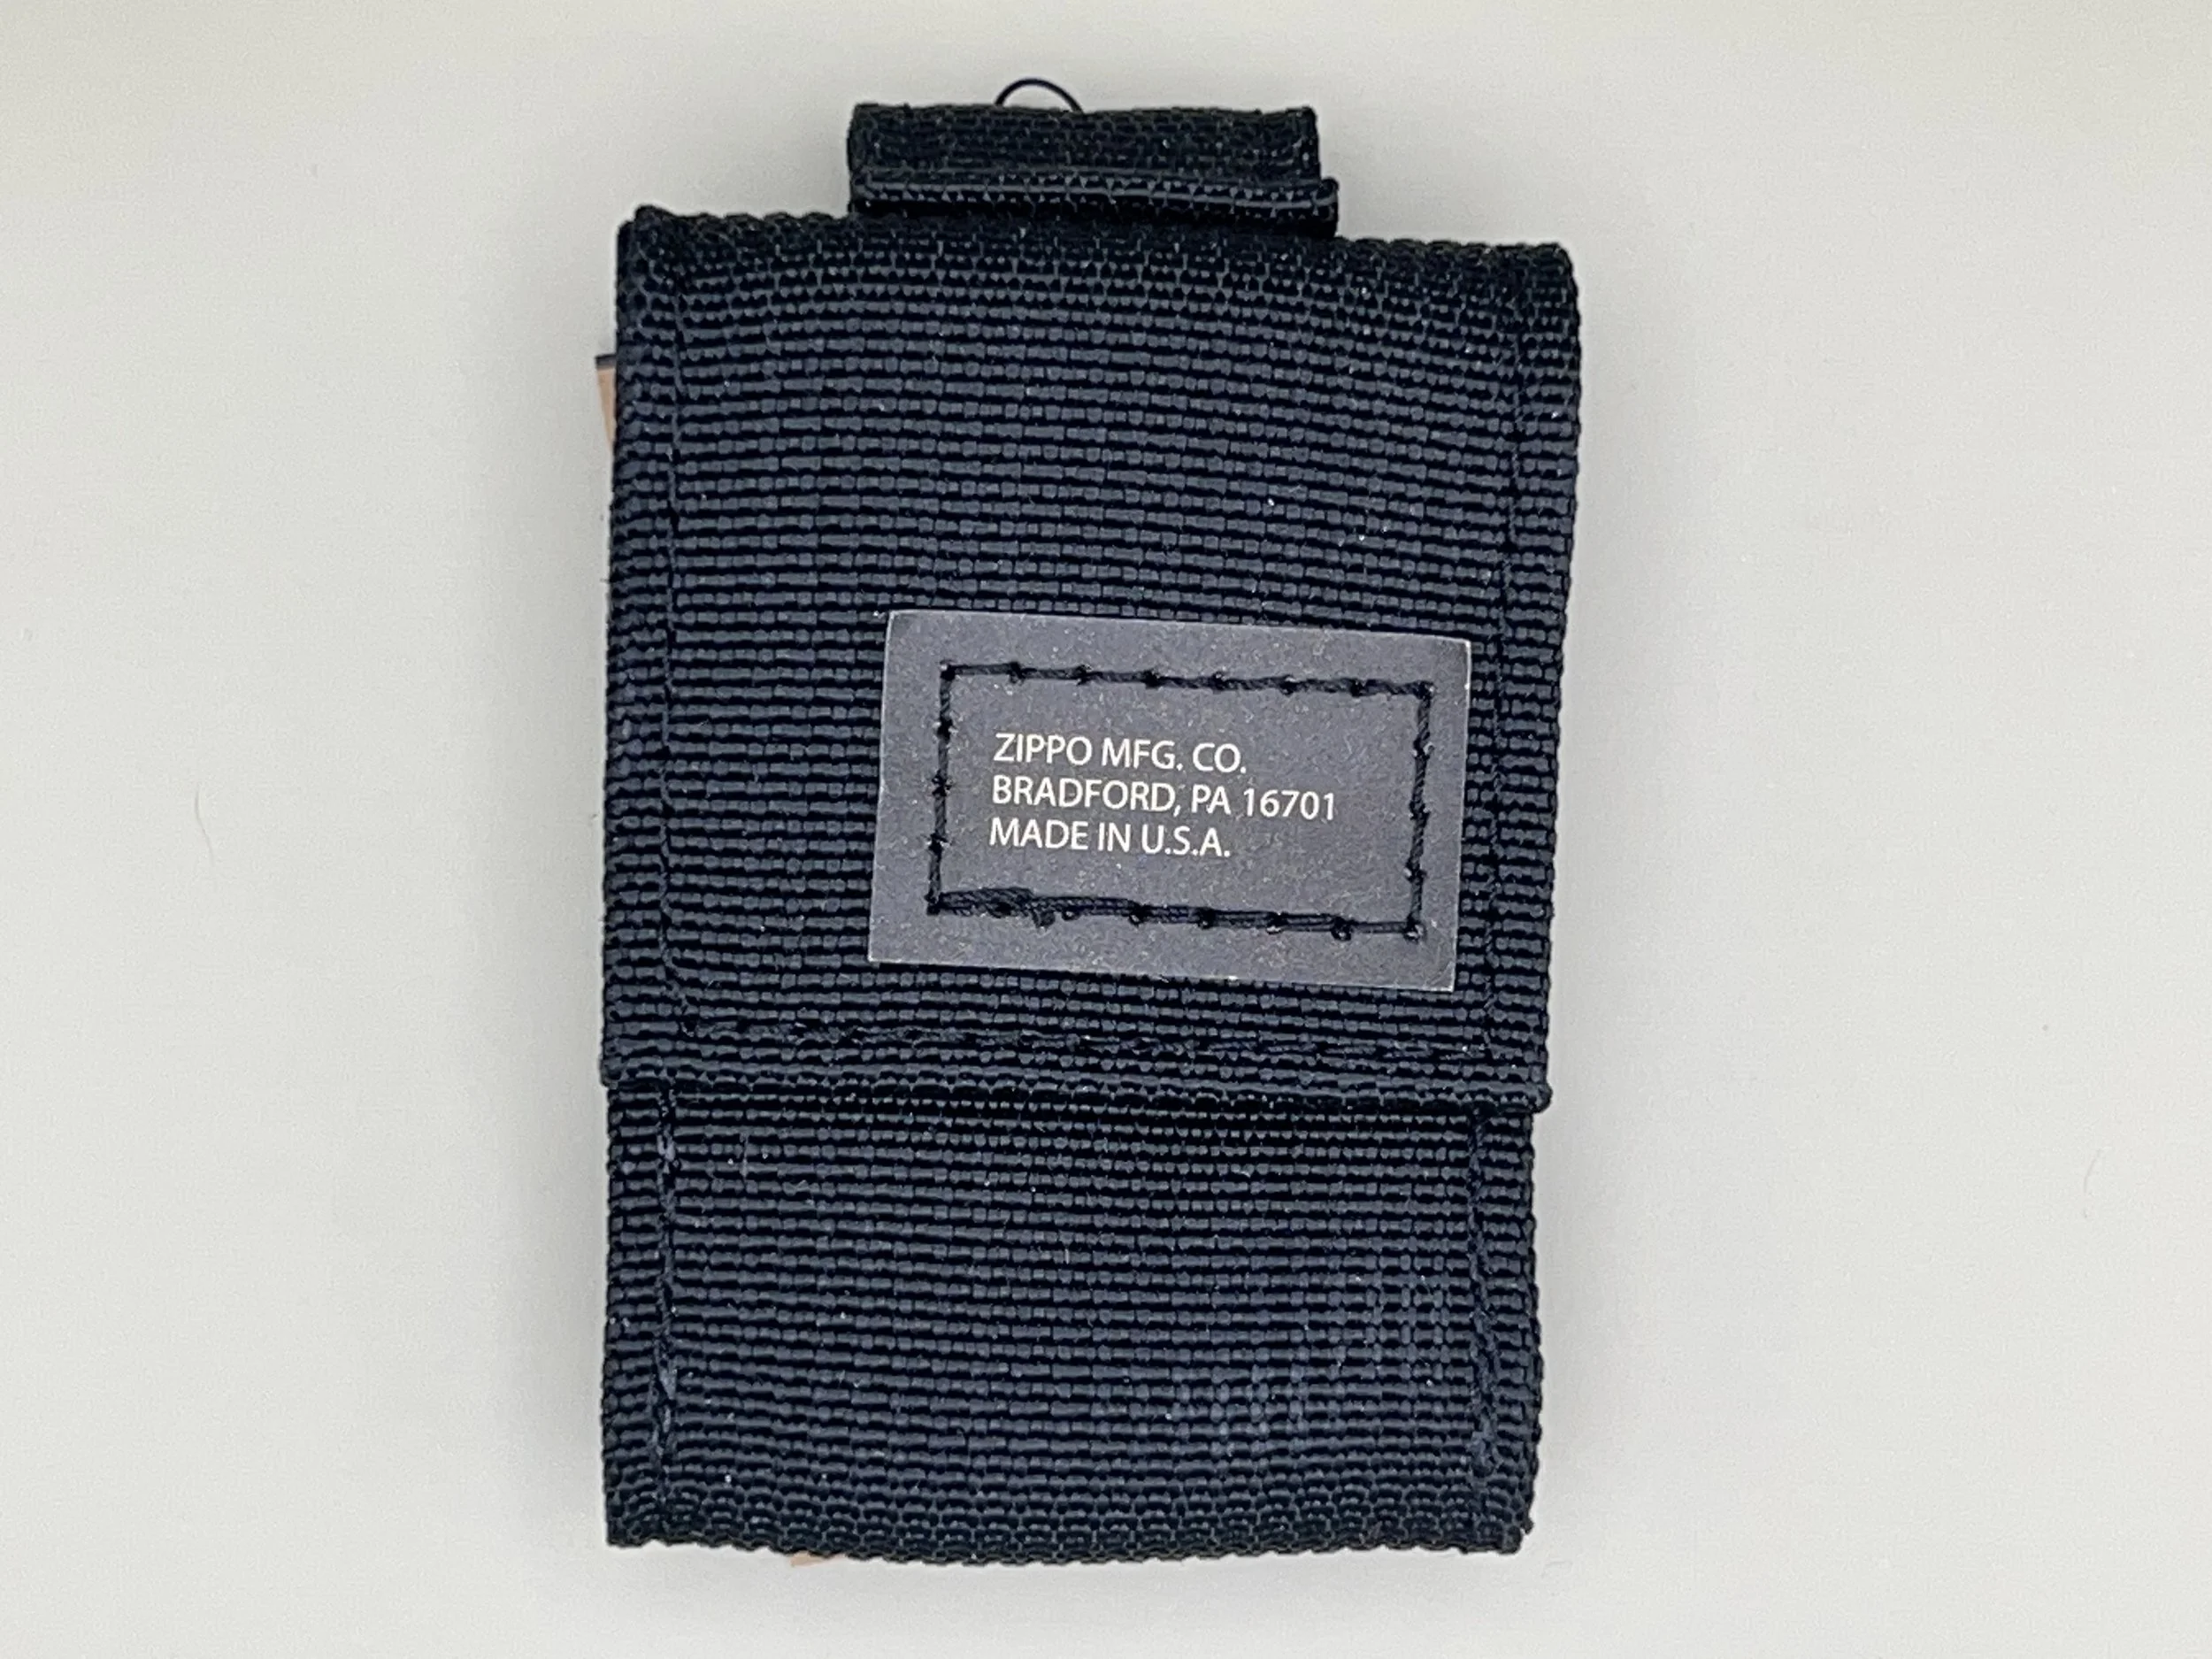 ZIPPO MFG. CO.
BRADFORD, PA 16701
MADE IN U.S.A.